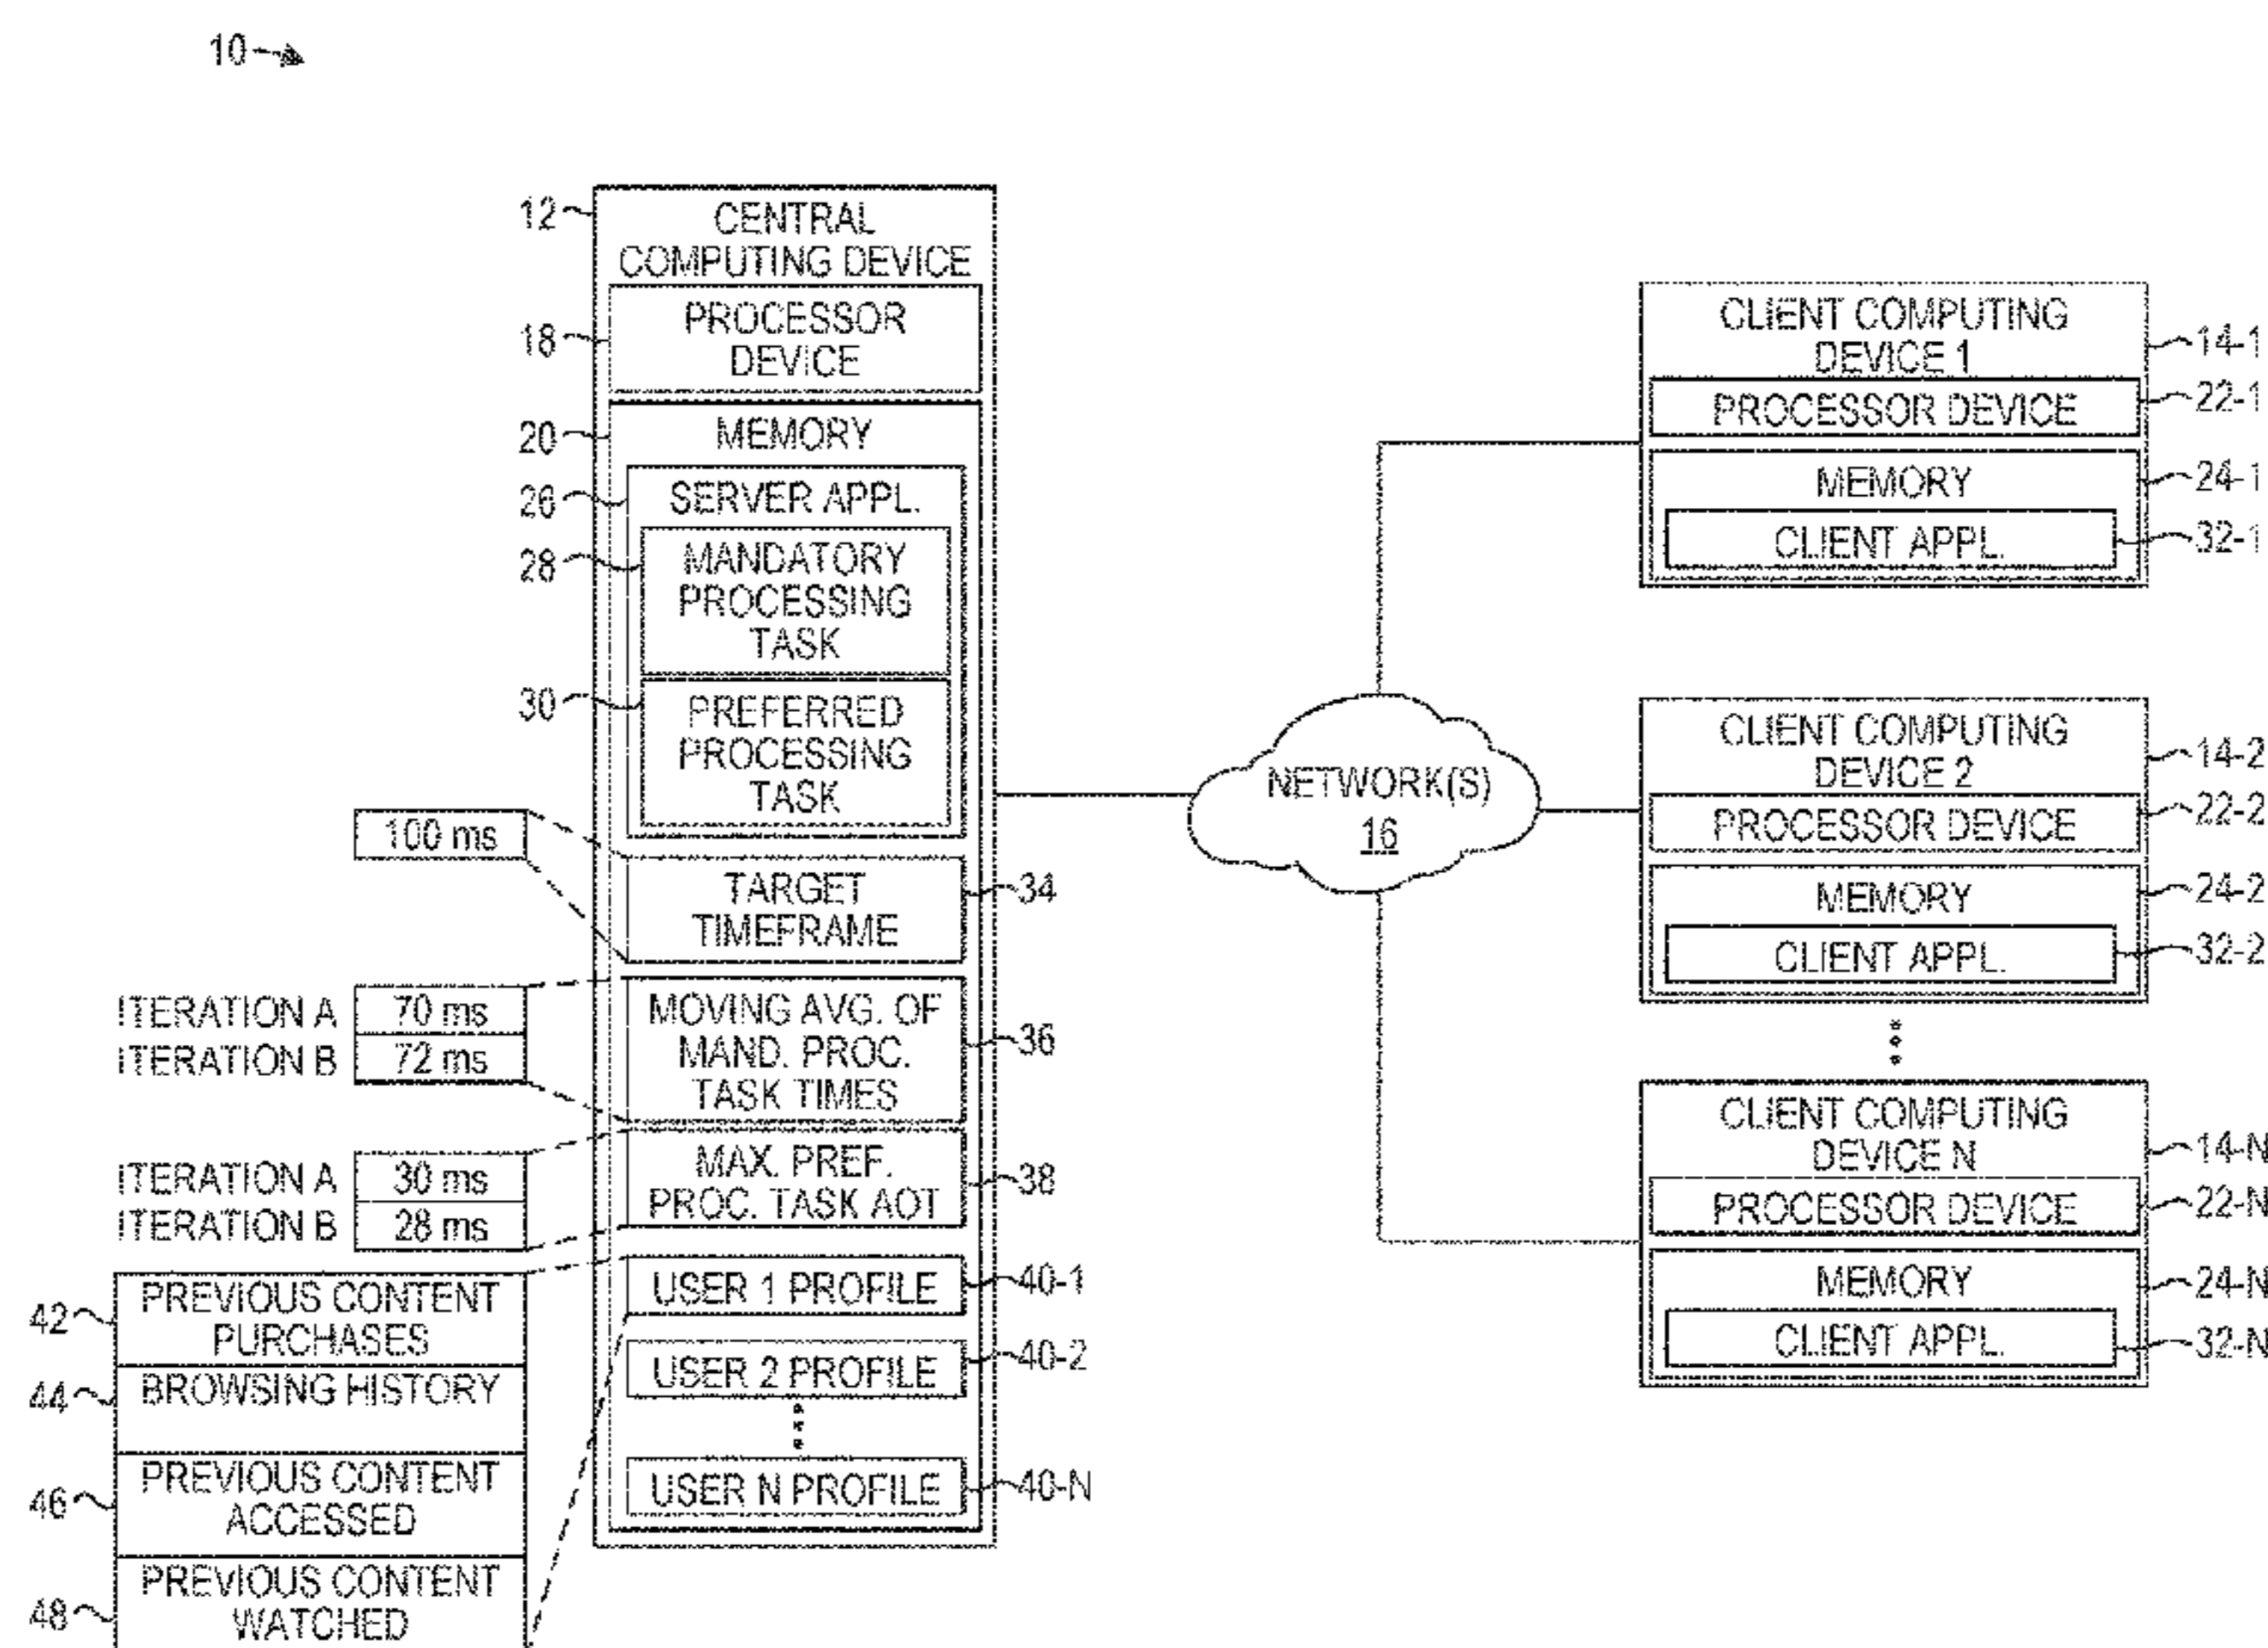 10
12
CENTRAL
COMPUTING DEVICE
18
PROCESSOR
DEVICE
20
MEMORY
26
SERVER APPL.
28
MANDATORY
PROCESSING
TASK
30
PREFERRED
PROCESSING
TASK
100 ms
TARGET
TIMEFRAME
34
ITERATION A 70 ms
ITERATION B 72 ms
MOVING AVG. OF
MAND. PROC.
TASK TIMES
36
ITERATION A 30 ms
ITERATION B 28 ms
MAX. PREF.
PROC. TASK AOT
38
USER 1 PROFILE
40-1
USER 2 PROFILE
40-2
USER N PROFILE
40-N
42
PREVIOUS CONTENT
PURCHASES
44
BROWSING HISTORY
46
PREVIOUS CONTENT
ACCESSED
48
PREVIOUS CONTENT
WATCHED
NETWORK(S)
16
CLIENT COMPUTING
DEVICE 1
14-1
PROCESSOR DEVICE
22-1
MEMORY
24-1
CLIENT APPL.
32-1
CLIENT COMPUTING
DEVICE 2
14-2
PROCESSOR DEVICE
22-2
MEMORY
24-2
CLIENT APPL.
32-2
CLIENT COMPUTING
DEVICE N
14-N
PROCESSOR DEVICE
22-N
MEMORY
24-N
CLIENT APPL.
32-N